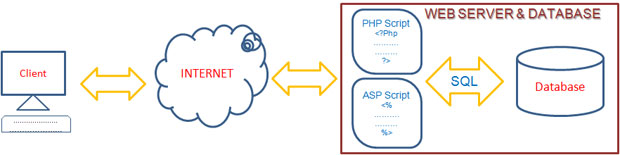 WEB SERVER & DATABASE
Client
INTERNET
PHP Script
<?Php
..........
.........
?>
ASP Script
<%
..........
.........
%>
SQL
Database